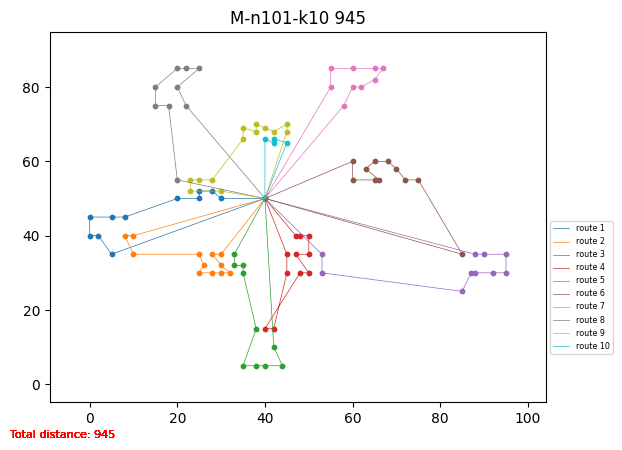 M-n101-k10 945
80
60
40
20
0
0 20 40 60 80 100
route 1
route 2
route 3
route 4
route 5
route 6
route 7
route 8
route 9
route 10
Total distance: 945